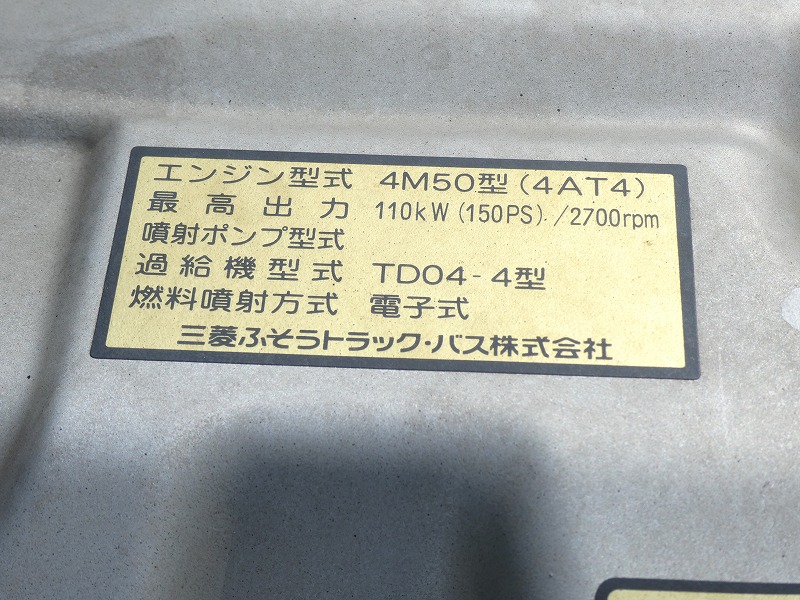 エンジン型式 4M50型(4AT4)
最高出力 110kW(150PS)/2700rpm
噴射ポンプ型式
過給機型式 TD04-4型
燃料噴射方式 電子式
三菱ふそうトラック・バス株式会社